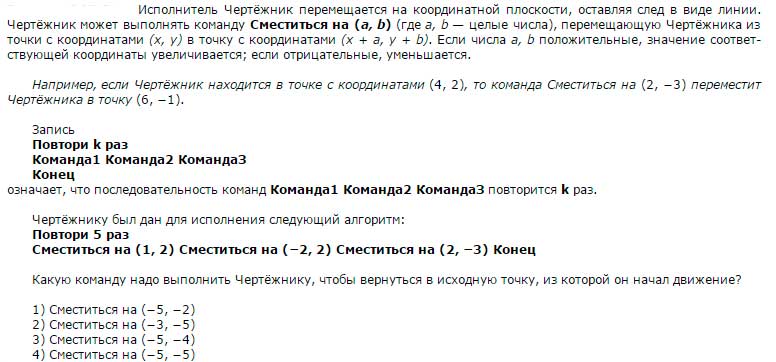 Исполнитель Чертёжник перемещается на координатной плоскости, оставляя след в виде линии.
Чертёжник может выполнять команду Сместиться на (a, b) (где a, b — целые числа), перемещающую Чертёжника из
точки с координатами (x, y) в точку с координатами (x + a, y + b). Если числа a, b положительные, значение соответ-
ствующей координаты увеличивается; если отрицательные, уменьшается.
Например, если Чертёжник находится в точке с координатами (4, 2), то команда Сместиться на (2, −3) переместит
Чертёжника в точку (6, −1).
Запись
Повтори k раз
Команда1 Команда2 Команда3
Конец
означает, что последовательность команд Команда1 Команда2 Команда3 повторится k раз.
Чертёжнику был дан для исполнения следующий алгоритм:
Повтори 5 раз
Сместиться на (1, 2) Сместиться на (−2, 2) Сместиться на (2, −3) Конец
Какую команду надо выполнить Чертёжнику, чтобы вернуться в исходную точку, из которой он начал движение?
1) Сместиться на (−5, −2)
2) Сместиться на (−3, −5)
3) Сместиться на (−5, −4)
4) Сместиться на (−5, −5)